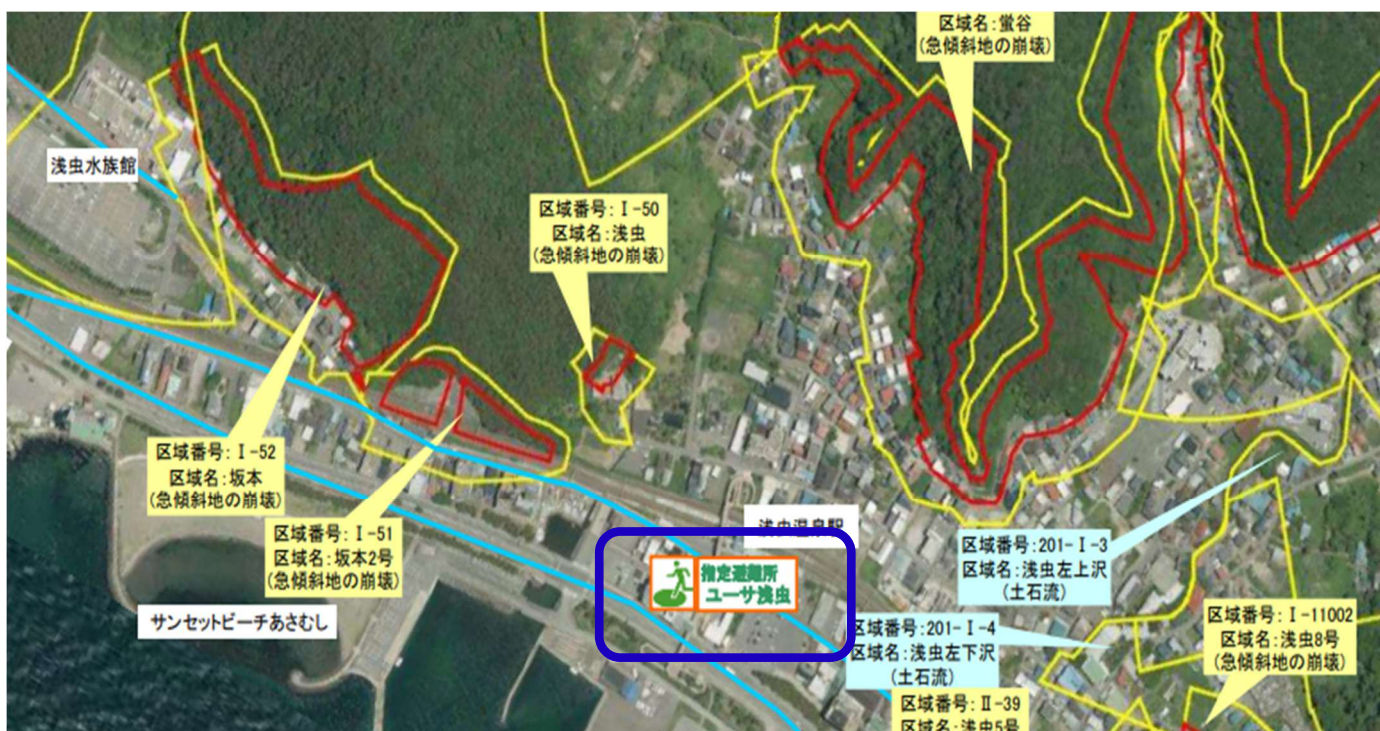 区域名:蛍谷
(急傾斜地の崩壊)
浅虫水族館
区域番号:Ⅰ-50
区域名:浅虫
(急傾斜地の崩壊)
区域番号:Ⅰ-52
区域名:坂本
(急傾斜地の崩壊)
区域番号:Ⅰ-51
区域名:坂本2号
(急傾斜地の崩壊)
浅虫温泉駅
指定避難所
ユーサ浅虫
サンセットビーチあさむし
区域番号:201-Ⅰ-3
区域名:浅虫左上沢
(土石流)
区域番号:201-Ⅰ-4
区域名:浅虫左下沢
(土石流)
区域番号:Ⅰ-11002
区域名:浅虫8号
(急傾斜地の崩壊)
区域番号:Ⅱ-39
区域名:浅虫5号